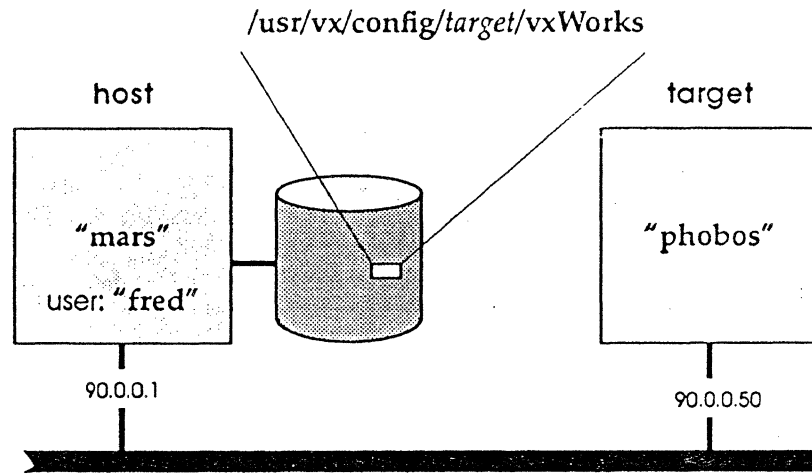 /usr/vx/config/target/vxWorks
host
target
“mars”
“phobos”
user: “fred”
90.0.0.1
90.0.0.50